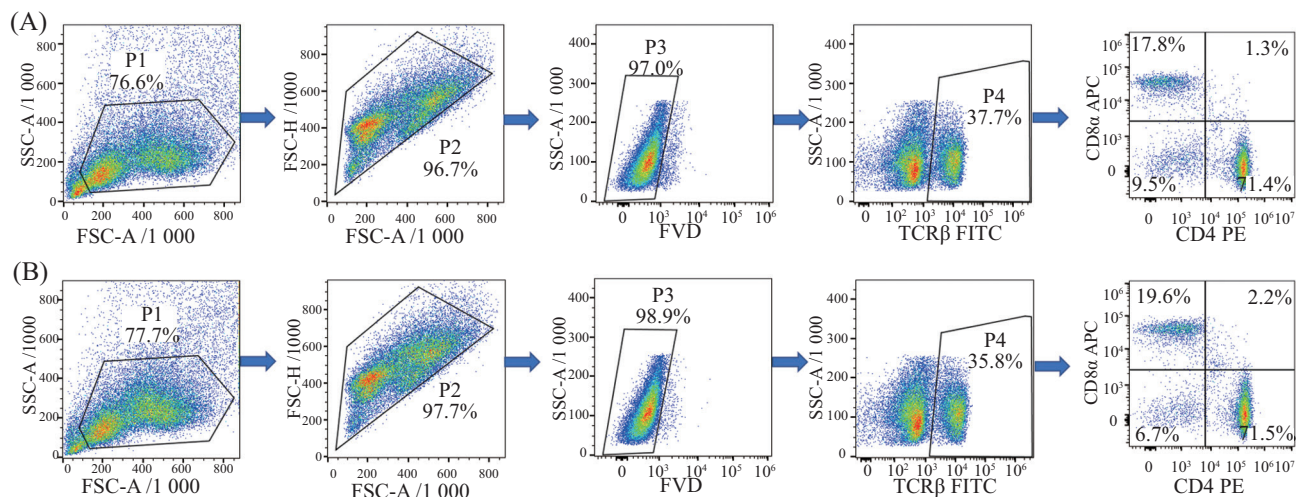 (A)
SSC-A /1 000
800
600
400
200
0
P1
76.6%
0 200 400 600 800
FSC-A /1 000
FSC-H /1000
800
600
400
200
0
P2
96.7%
200 400 600 800
FSC-A /1 000
SSC-A /1 000
400
300
200
100
0
P3
97.0%
0 10³ 10⁴ 10⁵ 10⁶
FVD
SSC-A /1 000
400
300
200
100
0
P4
37.7%
0 10² 10³ 10⁴ 10⁵ 10⁶
TCRβ FITC
CD8α APC
10⁶
10⁵
10⁴
10³
0
17.8% 1.3%
9.5% 71.4%
0 10³ 10⁴ 10⁵ 10⁶ 10⁷
CD4 PE
(B)
SSC-A /1000
800
600
400
200
0
P1
77.7%
0 200 400 600 800
FSC-A /1 000
FSC-H /1000
800
600
400
200
0
P2
97.7%
0 200 400 600 800
FSC-A /1 000
SSC-A /1 000
400
300
200
100
0
P3
98.9%
0 10³ 10⁴ 10⁵ 10⁶
FVD
SSC-A /1 000
400
300
200
100
0
P4
35.8%
0 10² 10³ 10⁴ 10⁵ 10⁶
TCRβ FITC
CD8α APC
10⁶
10⁵
10⁴
10³
0
19.6% 2.2%
6.7% 71.5%
0 10³ 10⁴ 10⁵ 10⁶ 10⁷
CD4 PE